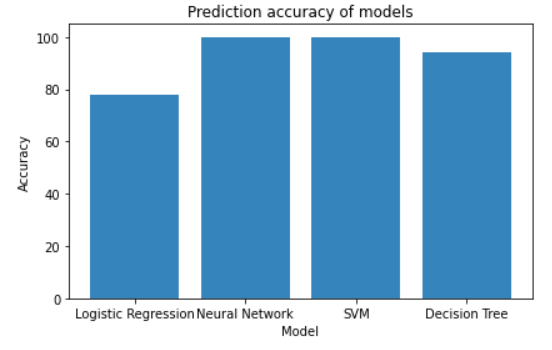 Prediction accuracy of models
Accuracy
100
80
60
40
20
0
Logistic Regression Neural Network SVM Decision Tree
Model